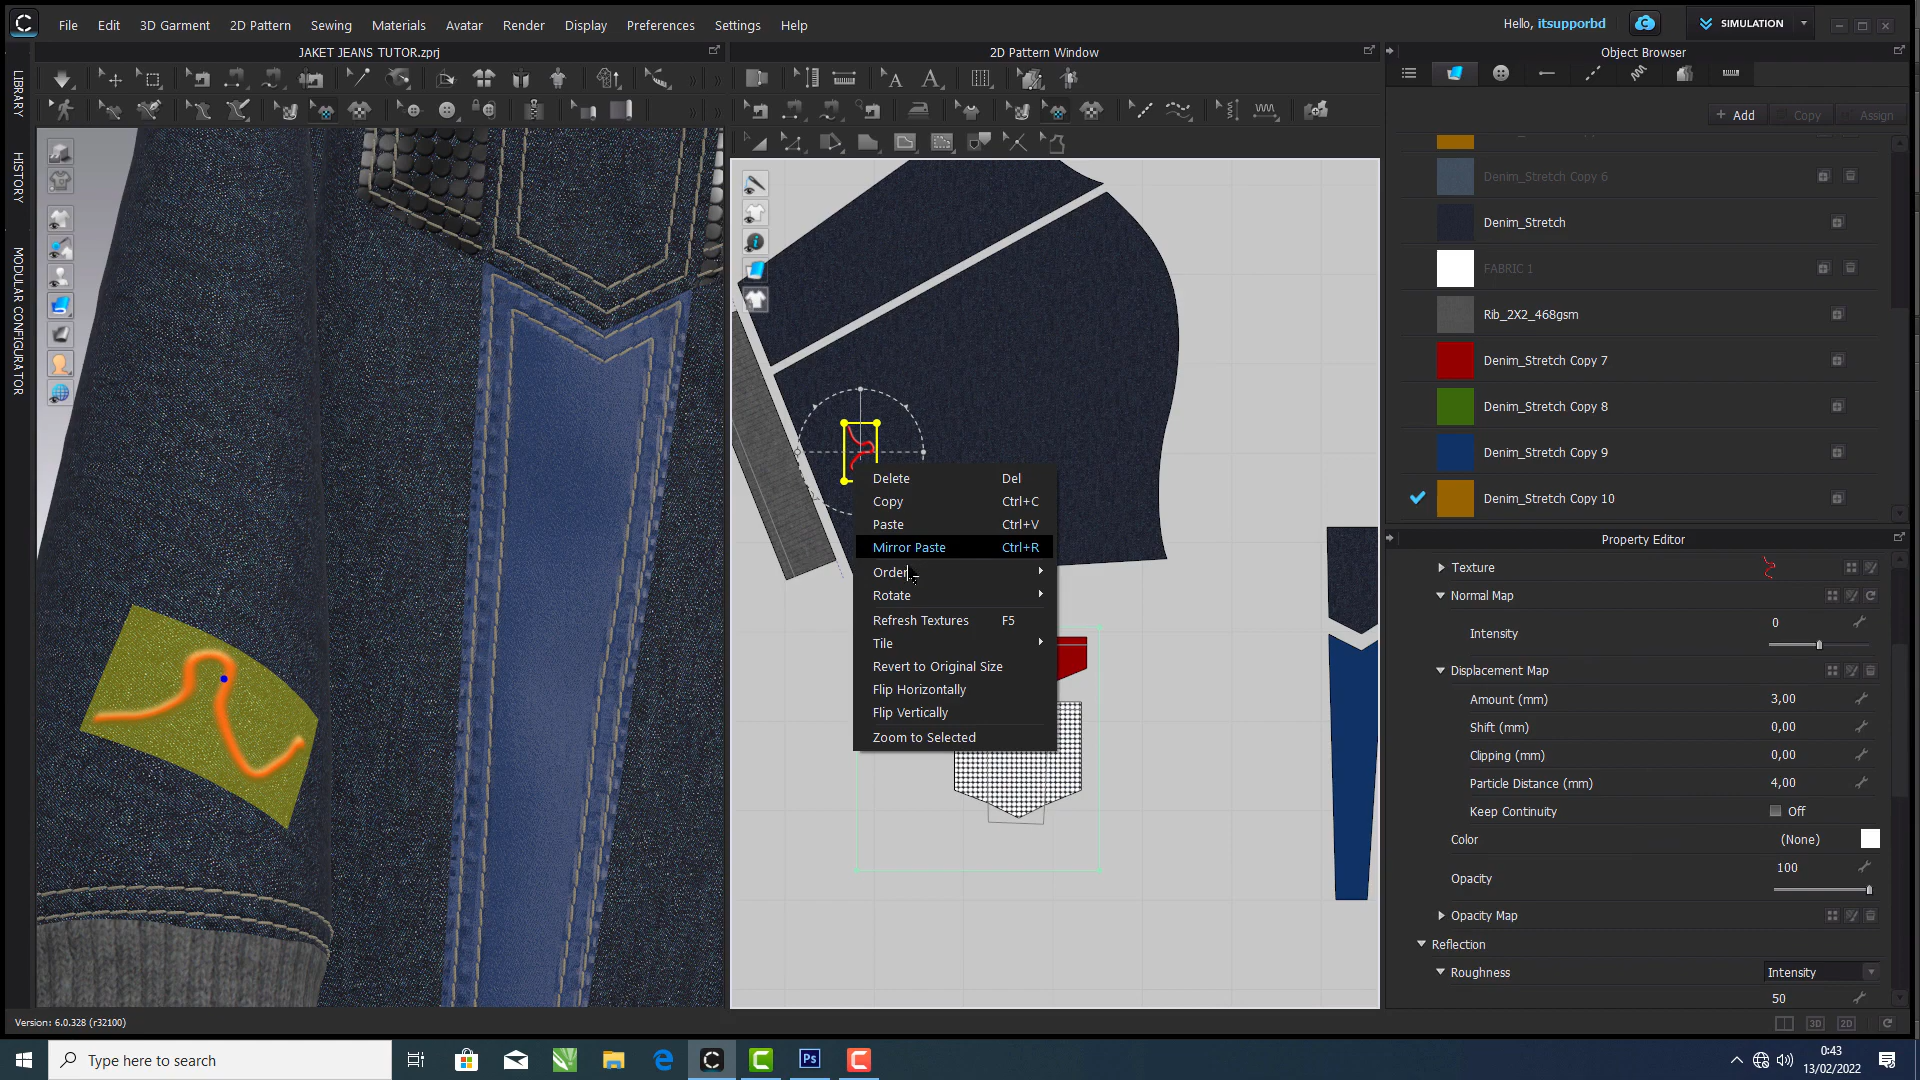 File Edit 3D Garment 2D Pattern Sewing Materials Avatar Render Display Preferences Settings Help
Hello, itsupporbd
SIMULATION
JAKET JEANS TUTOR.zprj
2D Pattern Window
Object Browser
LIBRARY
HISTORY
MODULAR CONFIGURATOR
+ Add Copy Assign
Denim_Stretch Copy 6
Denim_Stretch
FABRIC 1
Rib_2X2_468gsm
Denim_Stretch Copy 7
Denim_Stretch Copy 8
Denim_Stretch Copy 9
Denim_Stretch Copy 10
Delete Del
Copy Ctrl+C
Paste Ctrl+V
Mirror Paste Ctrl+R
Order
Rotate
Refresh Textures F5
Tile
Revert to Original Size
Flip Horizontally
Flip Vertically
Zoom to Selected
Property Editor
Texture
Normal Map
Intensity 0
Displacement Map
Amount (mm) 3,00
Shift (mm) 0,00
Clipping (mm) 0,00
Particle Distance (mm) 4,00
Keep Continuity Off
Color (None)
Opacity 100
Opacity Map
Reflection
Roughness Intensity
50
Version: 6.0.328 (r32100)
3D 2D
Type here to search
Ps
0:43
13/02/2022